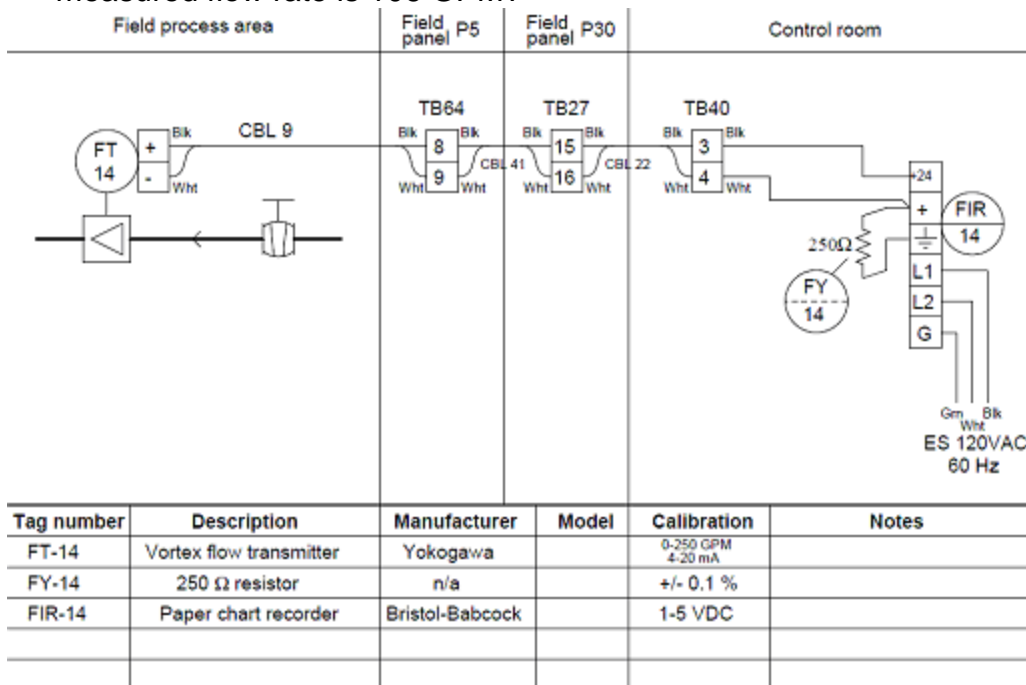 Field process area
Field panel P5
Field panel P30
Control room
TB64
TB27
TB40
FT 14
+
-
Blk
Wht
CBL 9
Blk 8 Blk
Wht 9 Wht
CBL 41
Blk 15 Blk
Wht 16 Wht
CBL 22
Blk 3 Blk
Wht 4 Wht
+24
+
L1
L2
G
FIR 14
250Ω
FY 14
Grn Wht Blk
ES 120VAC
60 Hz
Tag number Description Manufacturer Model Calibration Notes
FT-14 Vortex flow transmitter Yokogawa 0-250 GPM 4-20 mA
FY-14 250 Ω resistor n/a +/- 0.1 %
FIR-14 Paper chart recorder Bristol-Babcock 1-5 VDC